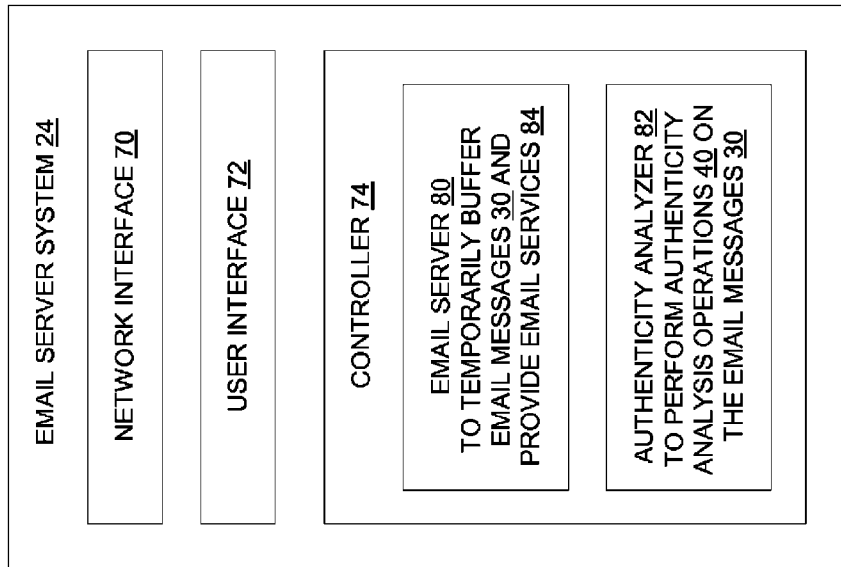 EMAIL SERVER SYSTEM 24
NETWORK INTERFACE 70
USER INTERFACE 72
CONTROLLER 74
EMAIL SERVER 80
TO TEMPORARILY BUFFER
EMAIL MESSAGES 30 AND
PROVIDE EMAIL SERVICES 84
AUTHENTICITY ANALYZER 82
TO PERFORM AUTHENTICITY
ANALYSIS OPERATIONS 40 ON
THE EMAIL MESSAGES 30